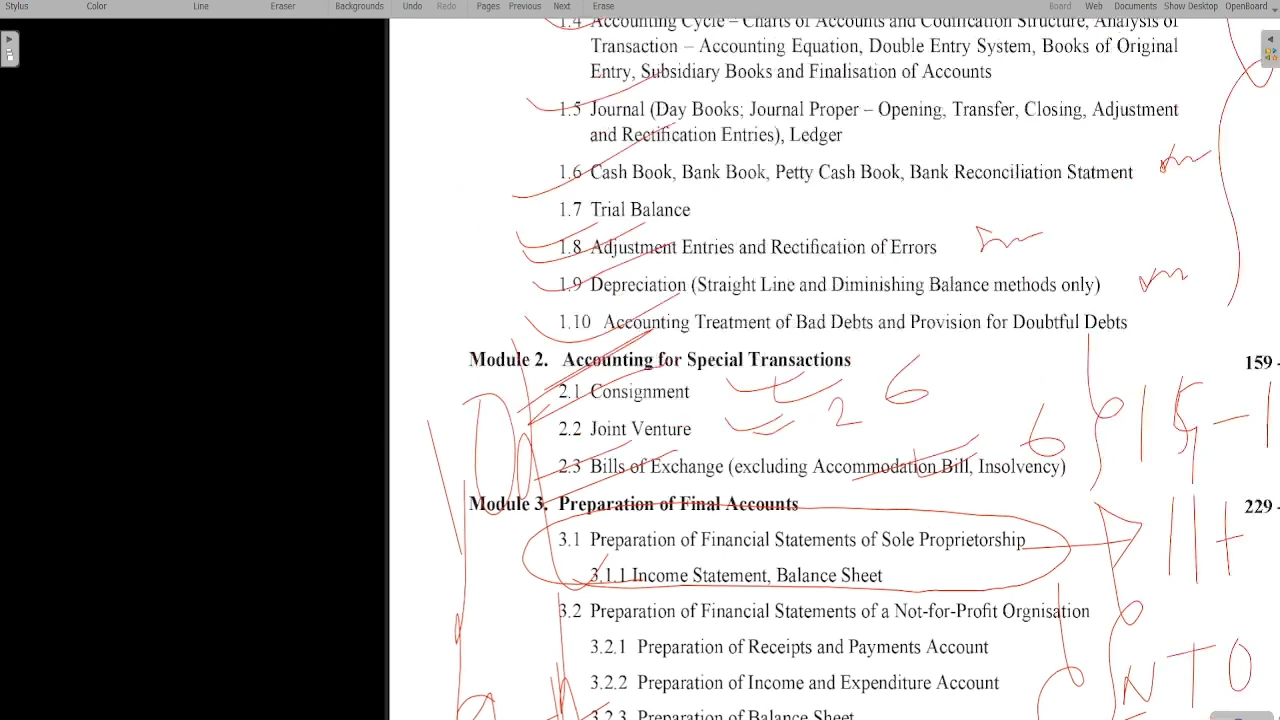 Stylus Color Line Eraser Backgrounds Undo Redo Pages Previous Next Erase Board Web Documents Show Desktop OpenBoard
1.4 Accounting Cycle – Charts of Accounts and Codification Structure, Analysis of
Transaction – Accounting Equation, Double Entry System, Books of Original
Entry, Subsidiary Books and Finalisation of Accounts
1.5 Journal (Day Books; Journal Proper – Opening, Transfer, Closing, Adjustment
and Rectification Entries), Ledger
1.6 Cash Book, Bank Book, Petty Cash Book, Bank Reconciliation Statment
1.7 Trial Balance
1.8 Adjustment Entries and Rectification of Errors
1.9 Depreciation (Straight Line and Diminishing Balance methods only)
1.10 Accounting Treatment of Bad Debts and Provision for Doubtful Debts
Module 2. Accounting for Special Transactions 159 -
2.1 Consignment 6
2.2 Joint Venture 2
2.3 Bills of Exchange (excluding Accommodation Bill, Insolvency) 6
Module 3. Preparation of Final Accounts 229 -
3.1 Preparation of Financial Statements of Sole Proprietorship
3.1.1 Income Statement, Balance Sheet
3.2 Preparation of Financial Statements of a Not-for-Profit Orgnisation
3.2.1 Preparation of Receipts and Payments Account
3.2.2 Preparation of Income and Expenditure Account
NTO
3.2.3 Preparation of Balance Sheet